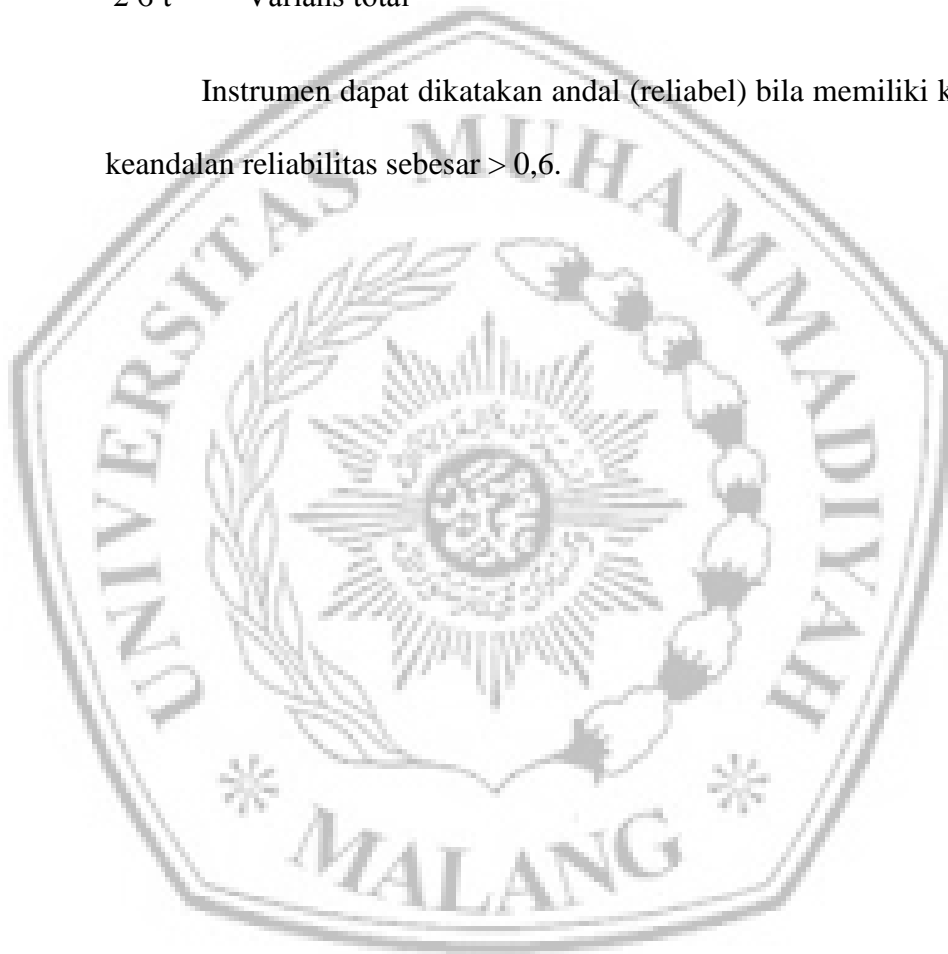 Varians total
Instrumen dapat dikatakan andal (reliabel) bila memiliki
keandalan reliabilitas sebesar > 0,6.
UNIVERSITAS MUHAMMADIYAH
MALANG